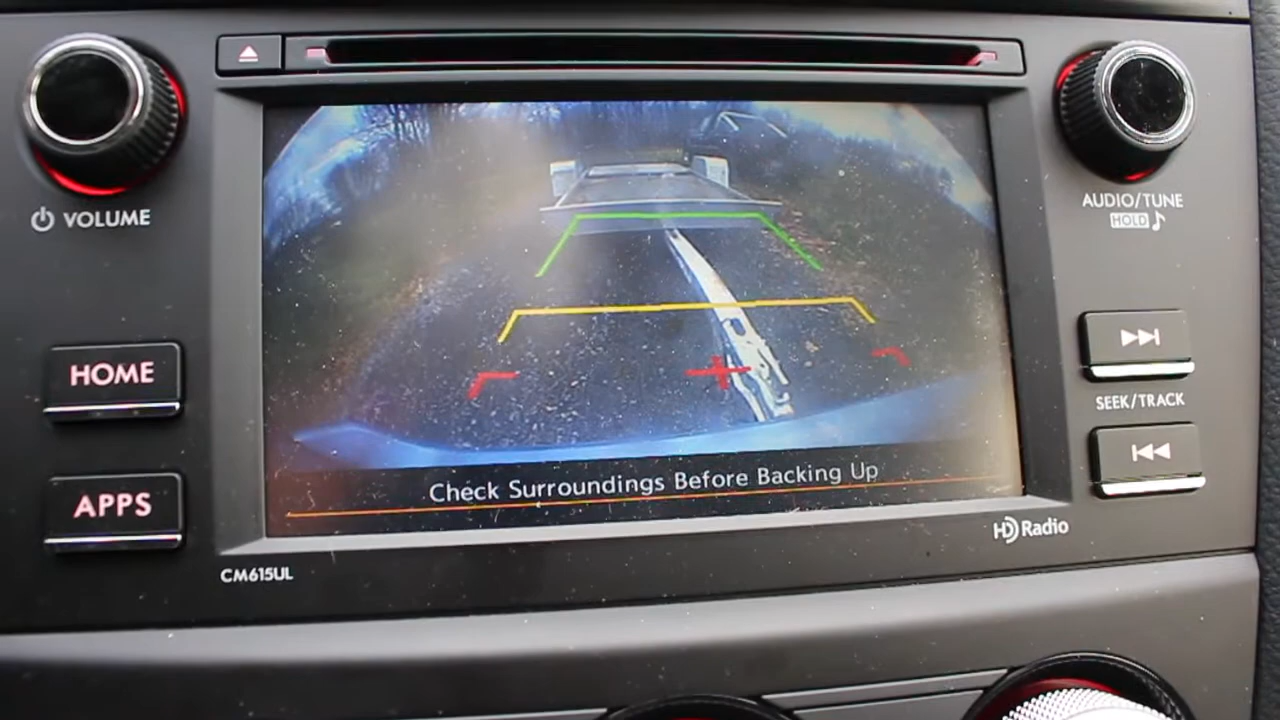 VOLUME
AUDIO/TUNE
HOLD
HOME
SEEK/TRACK
APPS
Check Surroundings Before Backing Up
HD Radio
CM615UL